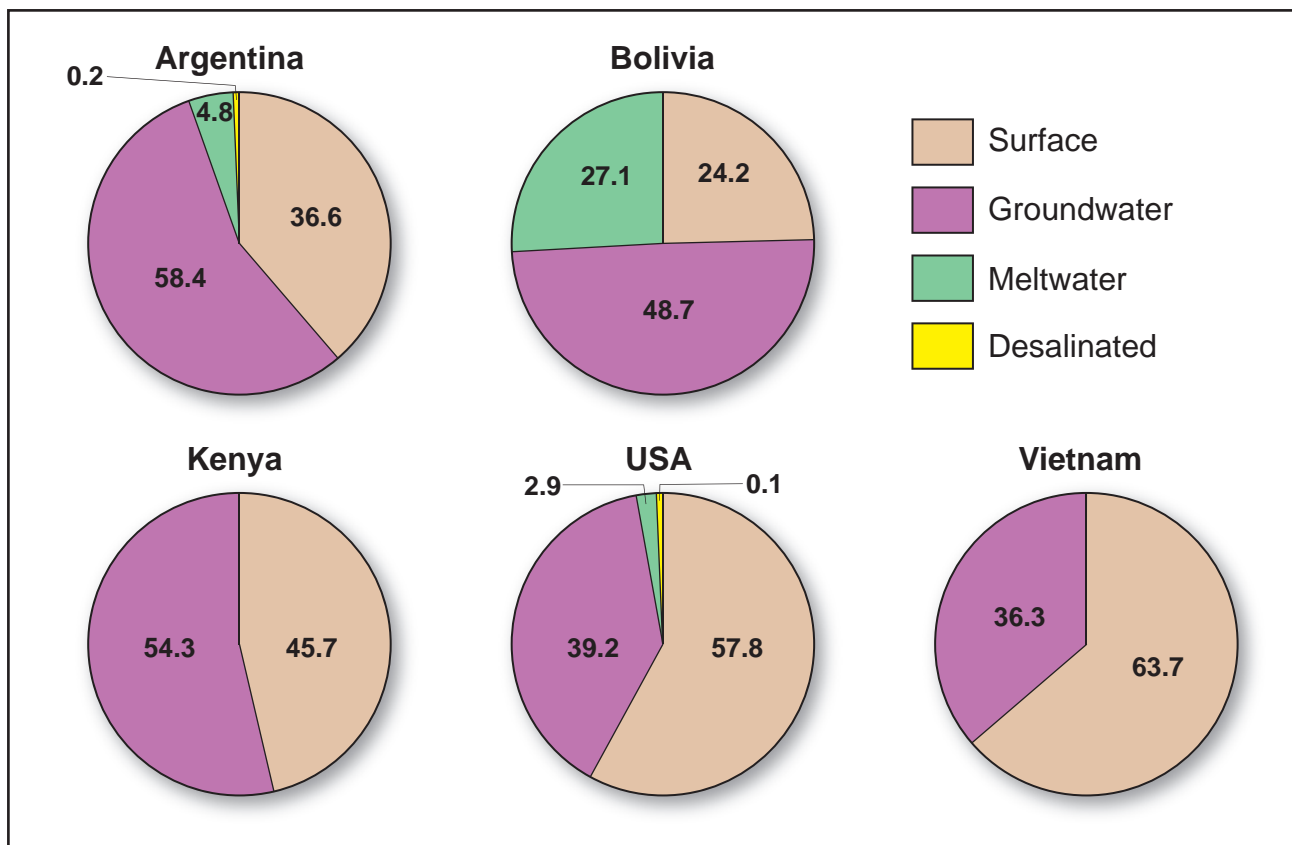 Argentina
0.2
4.8
36.6
58.4
Bolivia
27.1
24.2
48.7
Surface
Groundwater
Meltwater
Desalinated
Kenya
54.3
45.7
USA
2.9
0.1
39.2
57.8
Vietnam
36.3
63.7